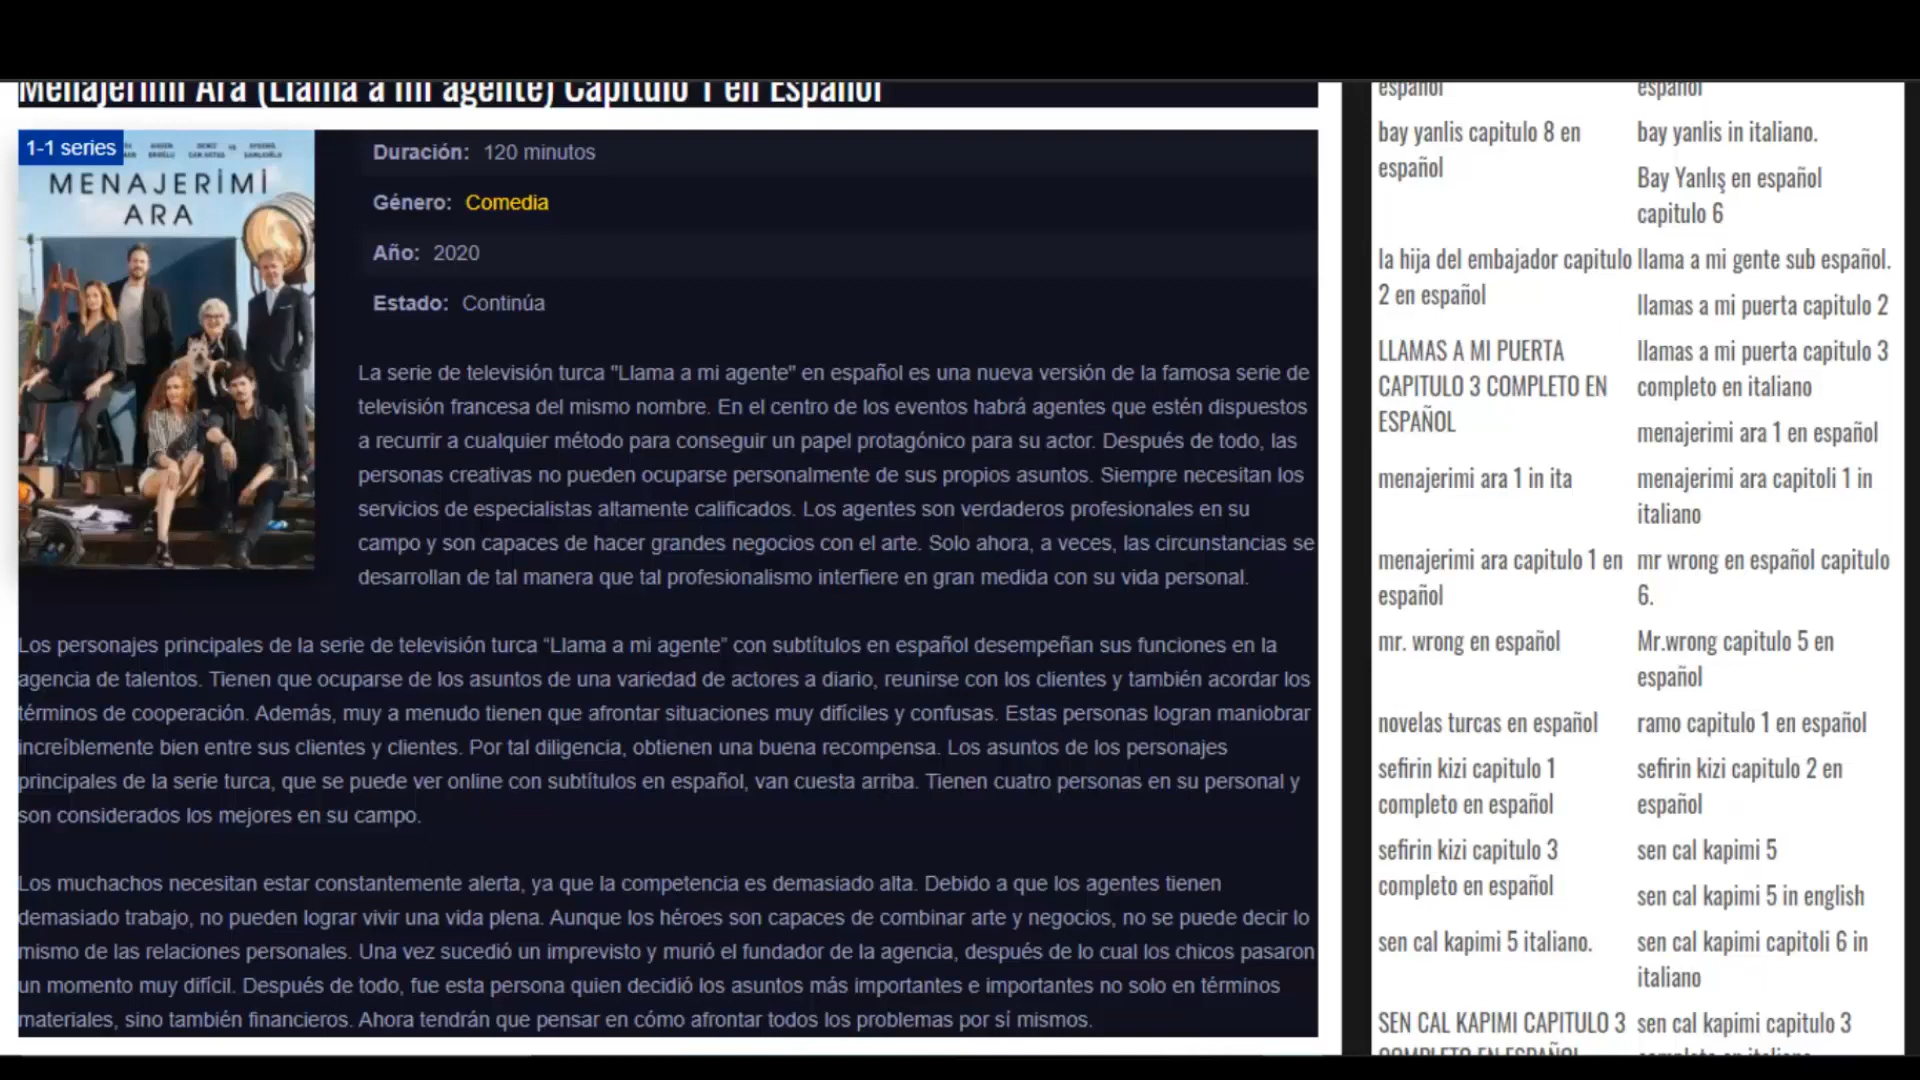 Menajerimi Ara (Llama a mi agente) Capitulo 1 en Español
1-1 series
MENAJERİMİ
ARA
Duración: 120 minutos
Género: Comedia
Año: 2020
Estado: Continúa
La serie de televisión turca "Llama a mi agente" en español es una nueva versión de la famosa serie de
televisión francesa del mismo nombre. En el centro de los eventos habrá agentes que estén dispuestos
a recurrir a cualquier método para conseguir un papel protagónico para su actor. Después de todo, las
personas creativas no pueden ocuparse personalmente de sus propios asuntos. Siempre necesitan los
servicios de especialistas altamente calificados. Los agentes son verdaderos profesionales en su
campo y son capaces de hacer grandes negocios con el arte. Solo ahora, a veces, las circunstancias se
desarrollan de tal manera que tal profesionalismo interfiere en gran medida con su vida personal.
Los personajes principales de la serie de televisión turca “Llama a mi agente” con subtítulos en español desempeñan sus funciones en la
agencia de talentos. Tienen que ocuparse de los asuntos de una variedad de actores a diario, reunirse con los clientes y también acordar los
términos de cooperación. Además, muy a menudo tienen que afrontar situaciones muy difíciles y confusas. Estas personas logran maniobrar
increíblemente bien entre sus clientes y clientes. Por tal diligencia, obtienen una buena recompensa. Los asuntos de los personajes
principales de la serie turca, que se puede ver online con subtítulos en español, van cuesta arriba. Tienen cuatro personas en su personal y
son considerados los mejores en su campo.
Los muchachos necesitan estar constantemente alerta, ya que la competencia es demasiado alta. Debido a que los agentes tienen
demasiado trabajo, no pueden lograr vivir una vida plena. Aunque los héroes son capaces de combinar arte y negocios, no se puede decir lo
mismo de las relaciones personales. Una vez sucedió un imprevisto y murió el fundador de la agencia, después de lo cual los chicos pasaron
un momento muy difícil. Después de todo, fue esta persona quien decidió los asuntos más importantes e importantes no solo en términos
materiales, sino también financieros. Ahora tendrán que pensar en cómo afrontar todos los problemas por sí mismos.
español
español
bay yanlis capitulo 8 en
español
bay yanlis in italiano.
Bay Yanlış en español
capitulo 6
la hija del embajador capitulo
2 en español
llama a mi gente sub español.
llamas a mi puerta capitulo 2
LLAMAS A MI PUERTA
CAPITULO 3 COMPLETO EN
ESPAÑOL
llamas a mi puerta capitulo 3
completo en italiano
menajerimi ara 1 en español
menajerimi ara 1 in ita
menajerimi ara capitoli 1 in
italiano
menajerimi ara capitulo 1 en
español
mr wrong en español capitulo
6.
mr. wrong en español
Mr.wrong capitulo 5 en
español
novelas turcas en español
ramo capitulo 1 en español
sefirin kizi capitulo 1
completo en español
sefirin kizi capitulo 2 en
español
sefirin kizi capitulo 3
completo en español
sen cal kapimi 5
sen cal kapimi 5 in english
sen cal kapimi 5 italiano.
sen cal kapimi capitoli 6 in
italiano
SEN CAL KAPIMI CAPITULO 3
COMPLETO EN ESPAÑOL
sen cal kapimi capitulo 3
completo en italiano